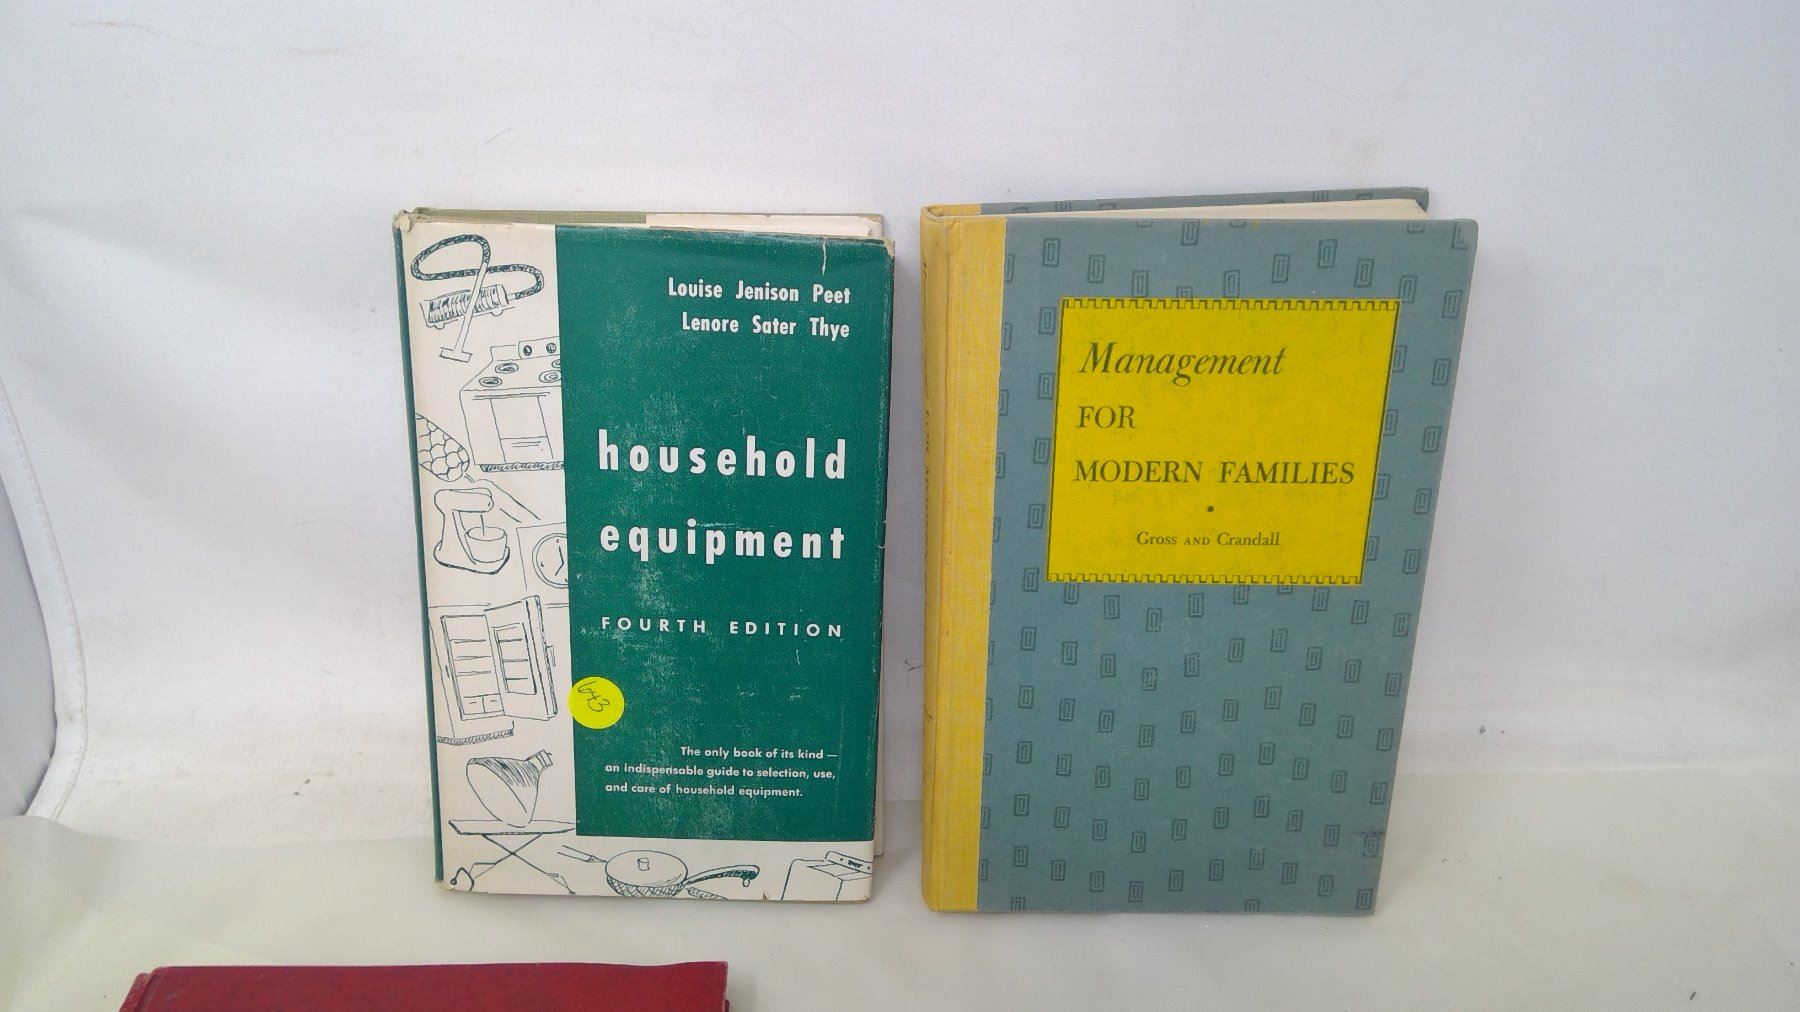 Louise Jenison Peet
Lenore Sater Thye
household
equipment
FOURTH EDITION
643
The only book of its kind —
an indispensable guide to selection, use,
and care of household equipment.
Management
FOR
MODERN FAMILIES
Gross AND Crandall